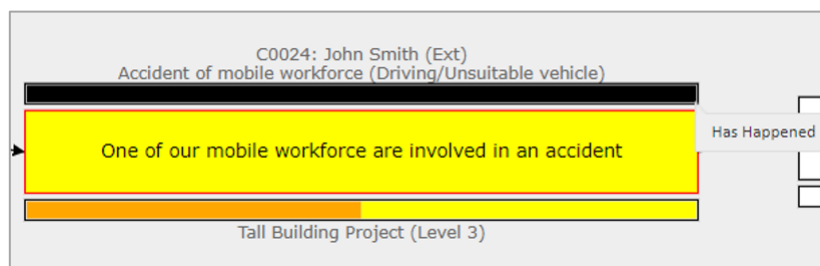 C0024: John Smith (Ext)
Accident of mobile workforce (Driving/Unsuitable vehicle)
Has Happened
One of our mobile workforce are involved in an accident
Tall Building Project (Level 3)